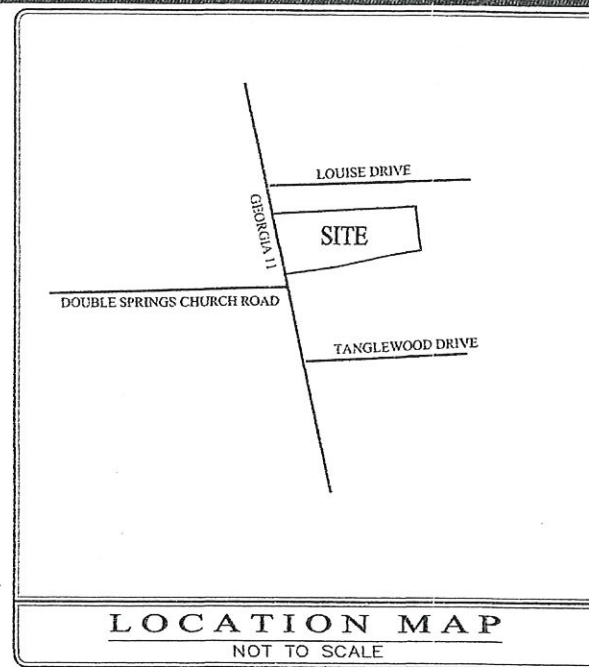 LOUISE DRIVE
GEORGIA 11
SITE
DOUBLE SPRINGS CHURCH ROAD
TANGLEWOOD DRIVE
LOCATION MAP
NOT TO SCALE